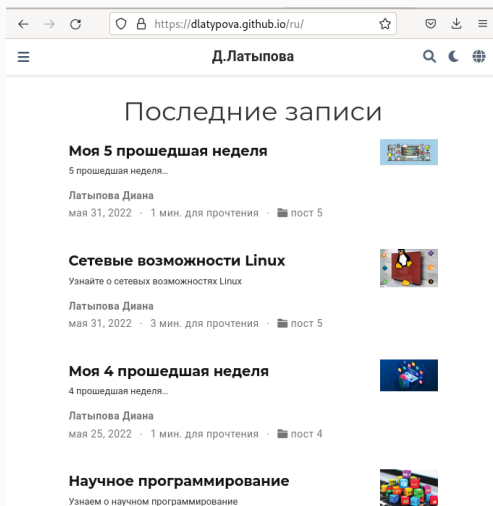 https://dlatypova.github.io/ru/
Д.Латыпова
Последние записи
Моя 5 прошедшая неделя
5 прошедшая неделя…
Латыпова Диана
мая 31, 2022 · 1 мин. для прочтения · пост 5
Сетевые возможности Linux
Узнайте о сетевых возможностях Linux
Латыпова Диана
мая 31, 2022 · 3 мин. для прочтения · пост 5
Моя 4 прошедшая неделя
4 прошедшая неделя…
Латыпова Диана
мая 25, 2022 · 1 мин. для прочтения · пост 4
Научное программирование
Узнаем о научном программирование